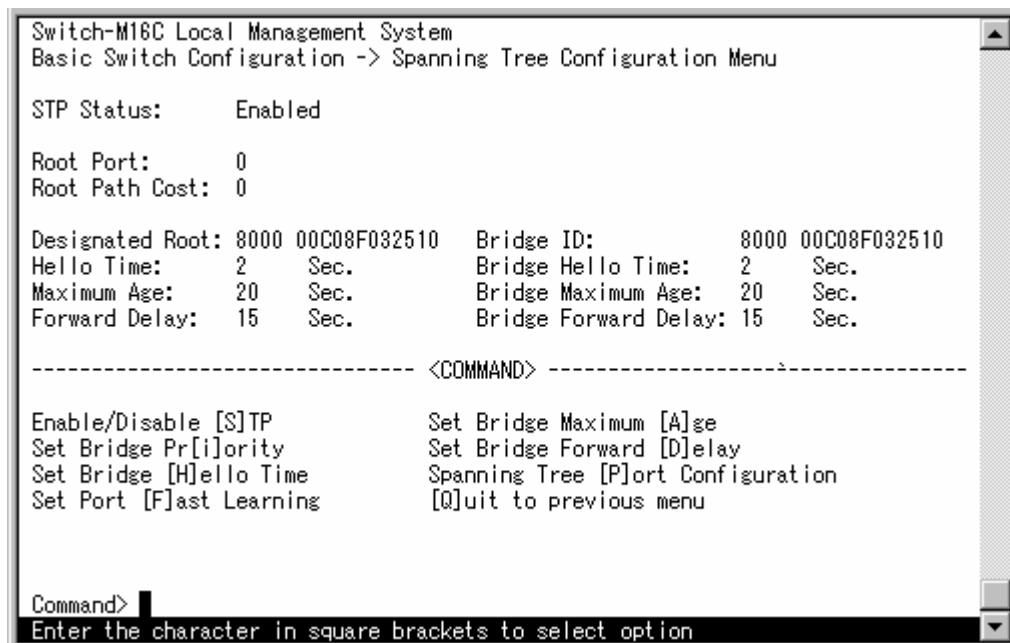 Switch-M16C Local Management System
Basic Switch Configuration -> Spanning Tree Configuration Menu
STP Status: Enabled
Root Port: 0
Root Path Cost: 0
Designated Root: 8000 00C08F032510 Bridge ID: 8000 00C08F032510
Hello Time: 2 Sec. Bridge Hello Time: 2 Sec.
Maximum Age: 20 Sec. Bridge Maximum Age: 20 Sec.
Forward Delay: 15 Sec. Bridge Forward Delay: 15 Sec.
-------------------------------- <COMMAND> -----------------------------------
Enable/Disable [S]TP Set Bridge Maximum [A]ge
Set Bridge Pr[i]ority Set Bridge Forward [D]elay
Set Bridge [H]ello Time Spanning Tree [P]ort Configuration
Set Port [F]ast Learning [Q]uit to previous menu
Command>
Enter the character in square brackets to select option